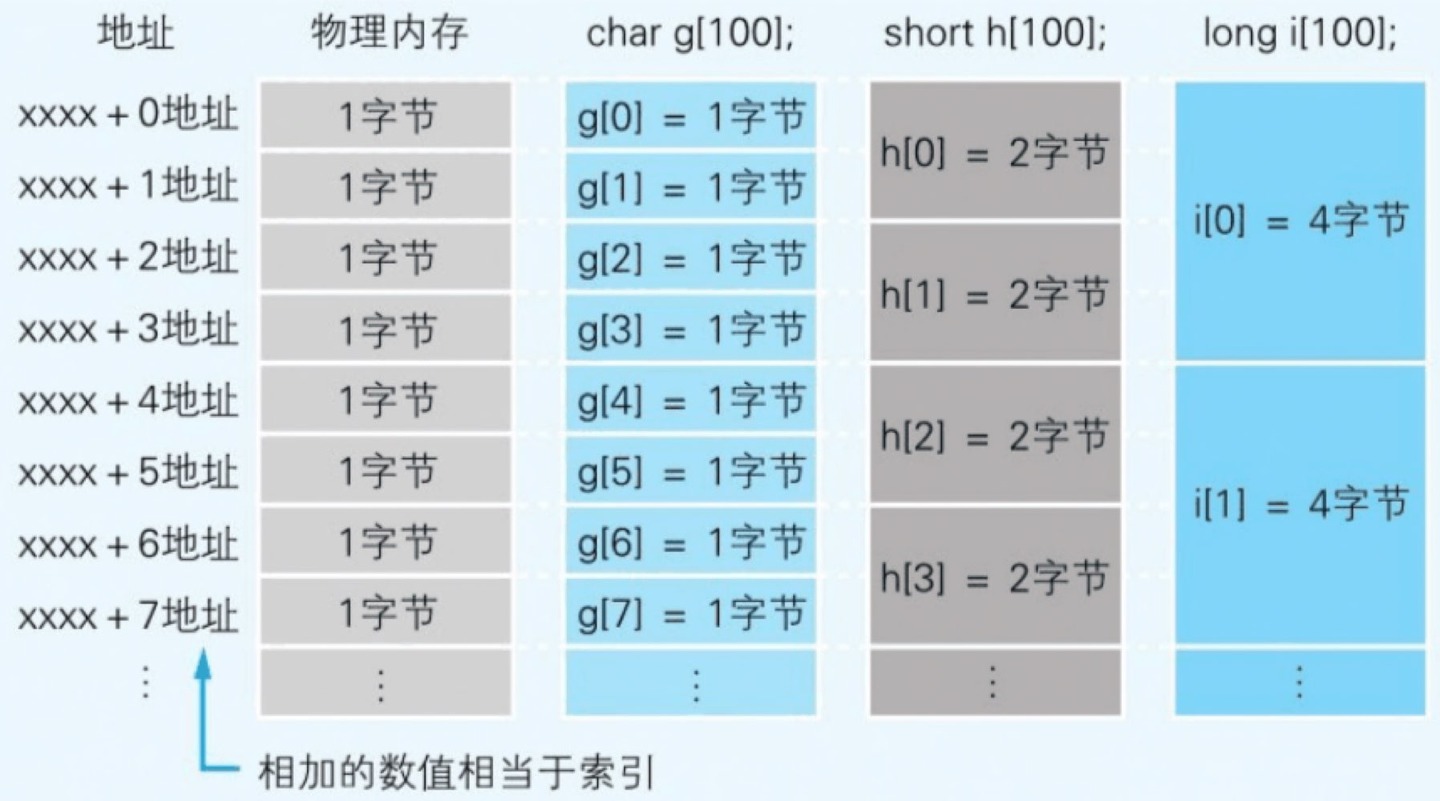 地址 物理内存 char g[100]; short h[100]; long i[100];
xxxx + 0地址 1字节 g[0] = 1字节
h[0] = 2字节
xxxx + 1地址 1字节 g[1] = 1字节
i[0] = 4字节
xxxx + 2地址 1字节 g[2] = 1字节
h[1] = 2字节
xxxx + 3地址 1字节 g[3] = 1字节
xxxx + 4地址 1字节 g[4] = 1字节
h[2] = 2字节
xxxx + 5地址 1字节 g[5] = 1字节
i[1] = 4字节
xxxx + 6地址 1字节 g[6] = 1字节
h[3] = 2字节
xxxx + 7地址 1字节 g[7] = 1字节
⋮ ⋮ ⋮ ⋮ ⋮
相加的数值相当于索引